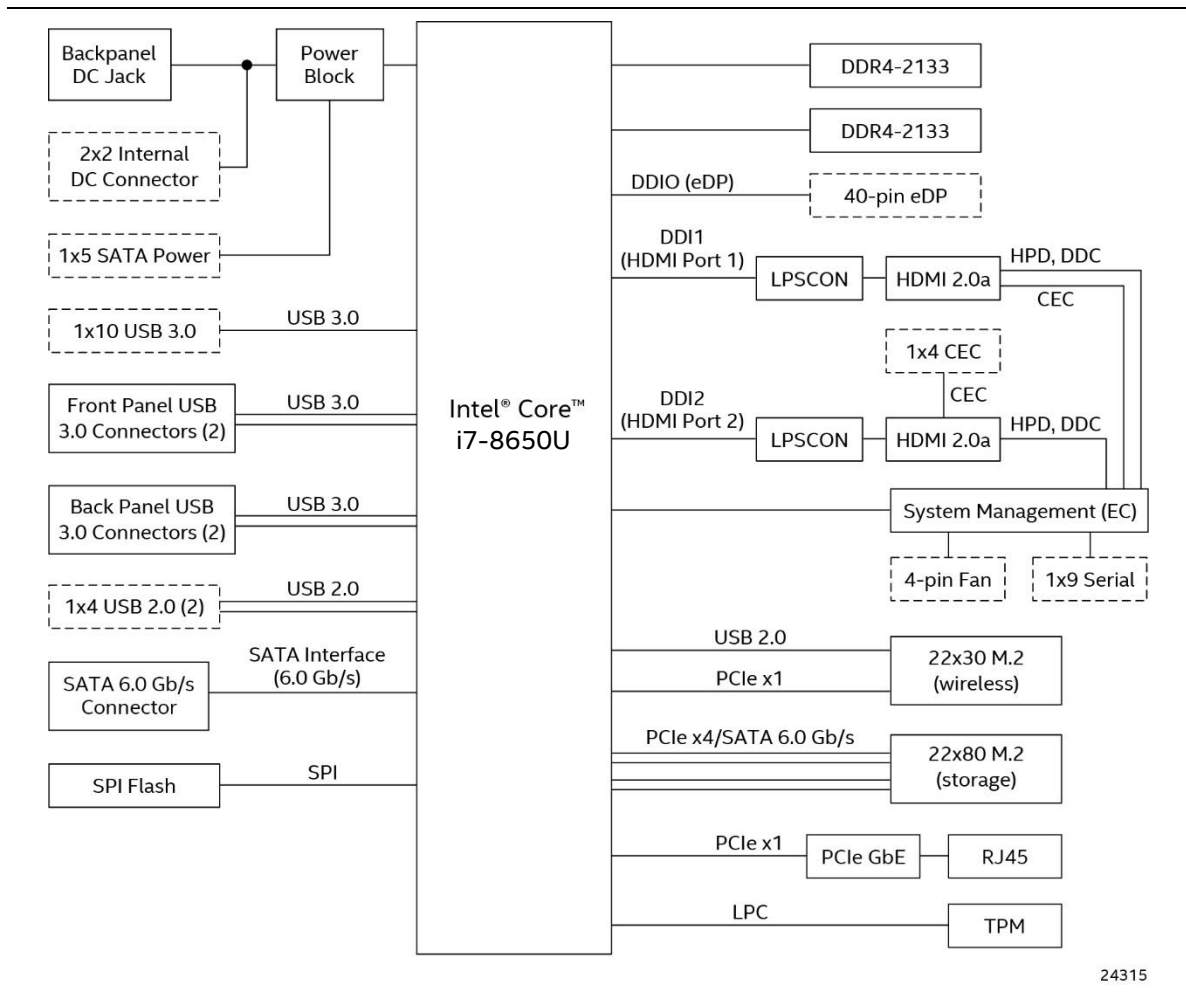 Backpanel
DC Jack
Power
Block
2x2 Internal
DC Connector
1x5 SATA Power
1x10 USB 3.0
USB 3.0
Front Panel USB
3.0 Connectors (2)
USB 3.0
Back Panel USB
3.0 Connectors (2)
USB 3.0
1x4 USB 2.0 (2)
USB 2.0
SATA 6.0 Gb/s
Connector
SATA Interface
(6.0 Gb/s)
SPI Flash
SPI
Intel® Core™
i7-8650U
DDR4-2133
DDR4-2133
DDIO (eDP)
40-pin eDP
DDI1
(HDMI Port 1)
LPSCON
HDMI 2.0a
HPD, DDC
CEC
1x4 CEC
CEC
DDI2
(HDMI Port 2)
LPSCON
HDMI 2.0a
HPD, DDC
System Management (EC)
4-pin Fan
1x9 Serial
USB 2.0
PCIe x1
22x30 M.2
(wireless)
PCIe x4/SATA 6.0 Gb/s
22x80 M.2
(storage)
PCIe x1
PCIe GbE
RJ45
LPC
TPM
24315